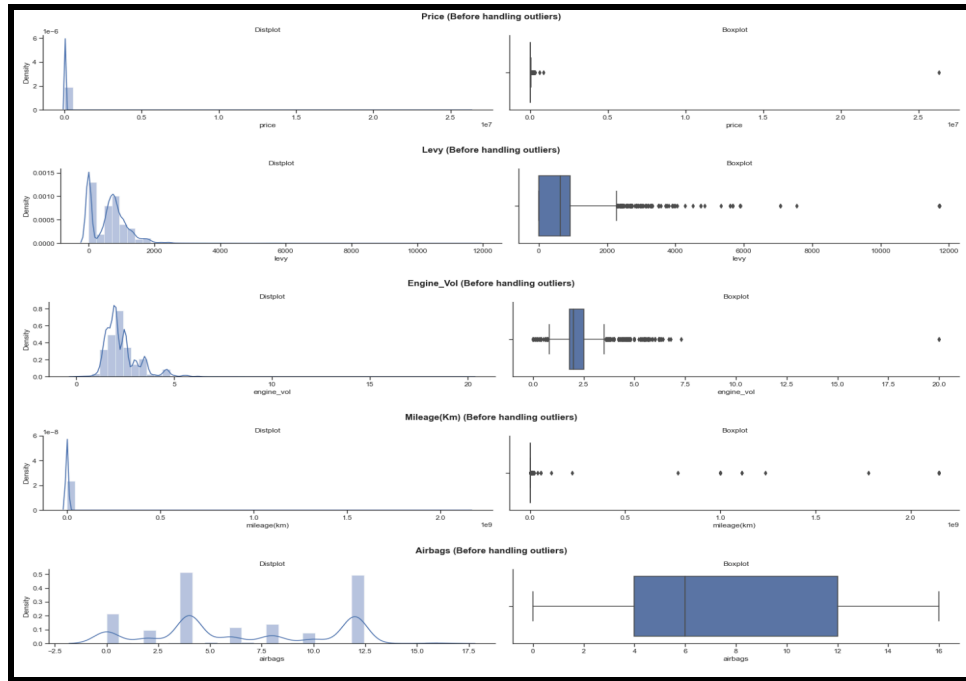 Price (Before handling outliers)
Distplot
Boxplot
1e−6
6
4
2
0
Density
0.0 0.5 1.0 1.5 2.0 2.5
1e7
price
0.0 0.5 1.0 1.5 2.0 2.5
1e7
price
Levy (Before handling outliers)
Distplot
Boxplot
0.0015
0.0010
0.0005
0.0000
Density
0 2000 4000 6000 8000 10000 12000
levy
0 2000 4000 6000 8000 10000 12000
levy
Engine_Vol (Before handling outliers)
Distplot
Boxplot
0.8
0.6
0.4
0.2
0.0
Density
0 5 10 15 20
engine_vol
0.0 2.5 5.0 7.5 10.0 12.5 15.0 17.5 20.0
engine_vol
Mileage(Km) (Before handling outliers)
Distplot
Boxplot
1e−8
6
4
2
0
Density
0.0 0.5 1.0 1.5 2.0
1e9
mileage(km)
0.0 0.5 1.0 1.5 2.0
1e9
mileage(km)
Airbags (Before handling outliers)
Distplot
Boxplot
0.5
0.4
0.3
0.2
0.1
0.0
Density
−2.5 0.0 2.5 5.0 7.5 10.0 12.5 15.0 17.5
airbags
0 2 4 6 8 10 12 14 16
airbags